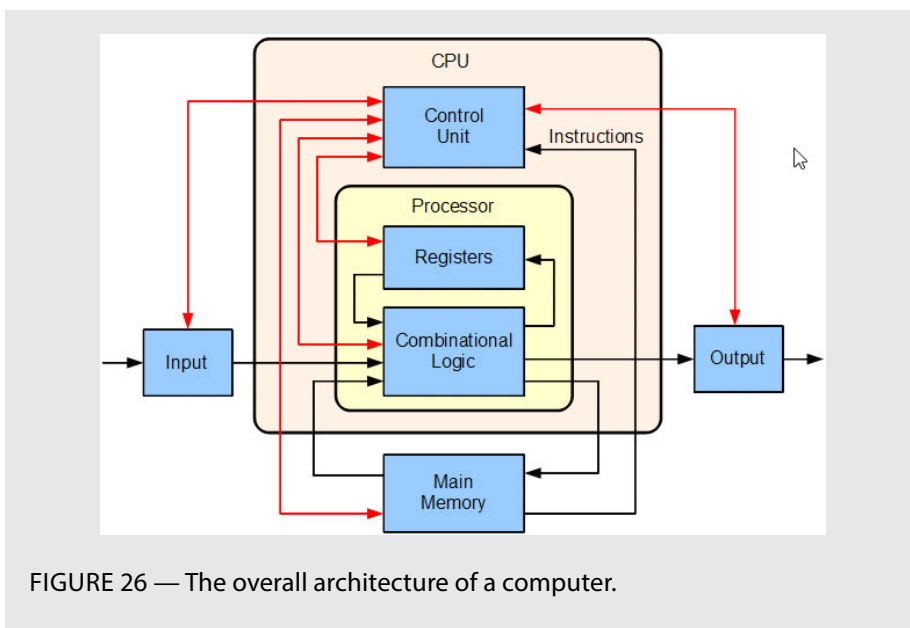 CPU
Control
Unit
Instructions
Processor
Registers
Combinational
Logic
Input
Output
Main
Memory
FIGURE 26 — The overall architecture of a computer.